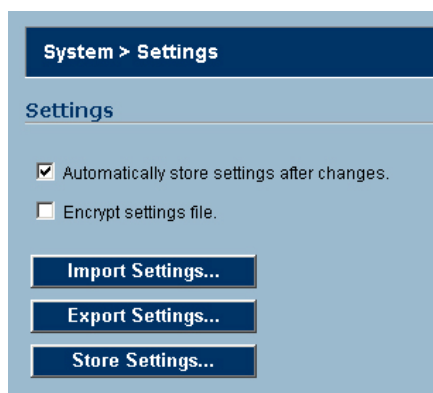 System > Settings
Settings
Automatically store settings after changes.
Encrypt settings file.
Import Settings...
Export Settings...
Store Settings...